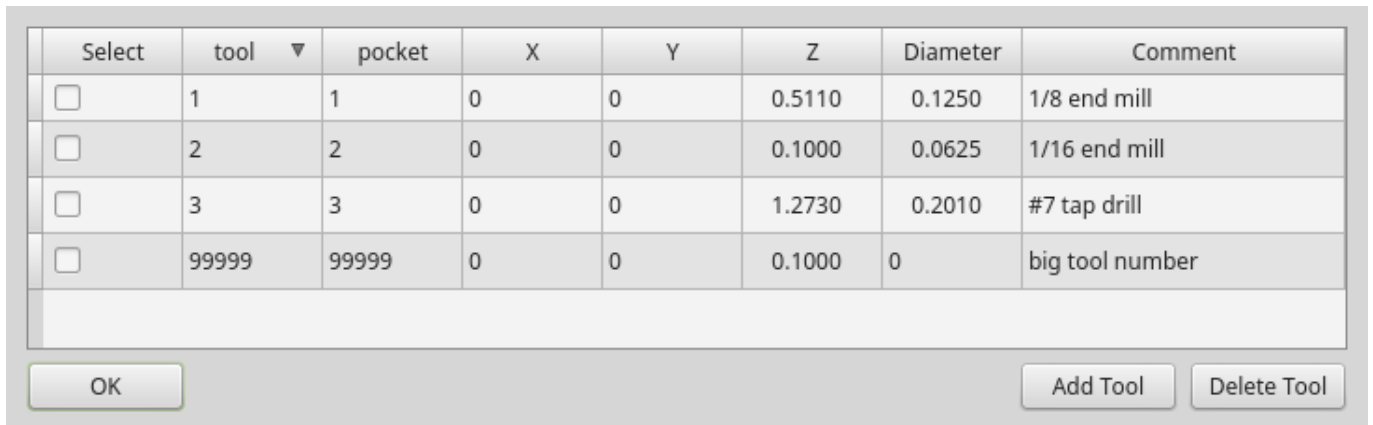 Select tool ▼ pocket X Y Z Diameter Comment
1 1 0 0 0.5110 0.1250 1/8 end mill
2 2 0 0 0.1000 0.0625 1/16 end mill
3 3 0 0 1.2730 0.2010 #7 tap drill
99999 99999 0 0 0.1000 0 big tool number
OK Add Tool Delete Tool